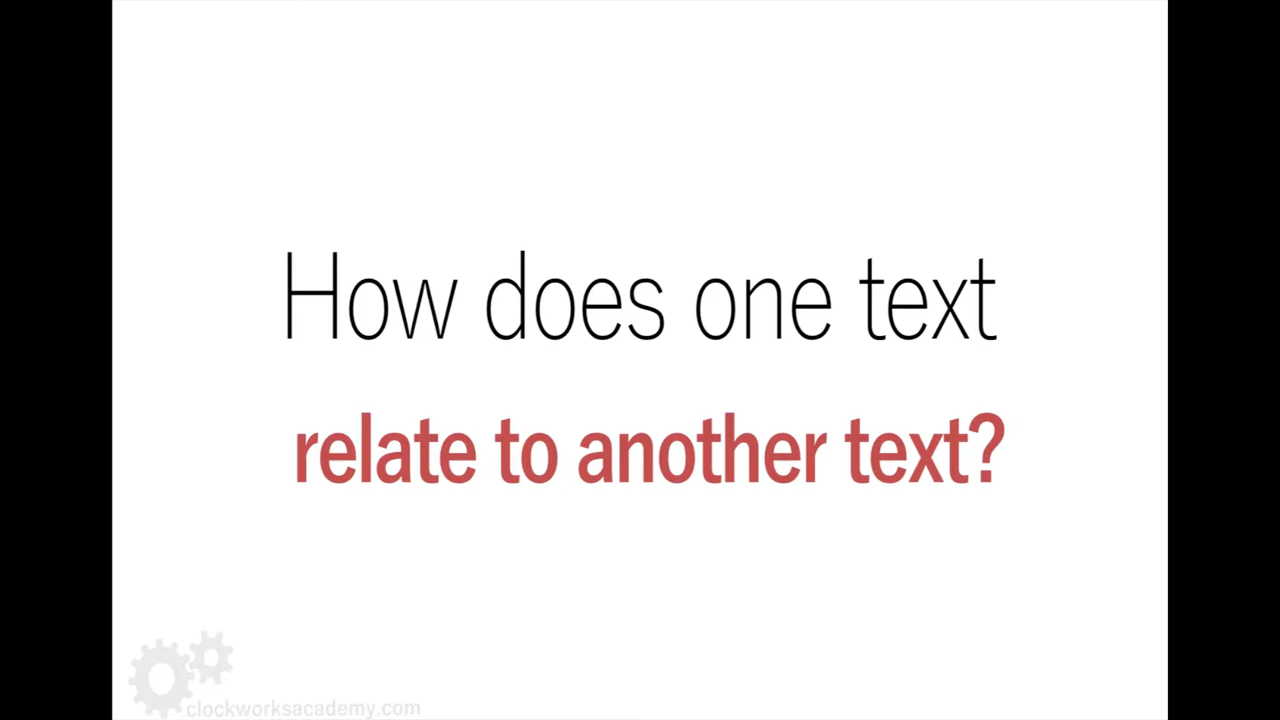 How does one text
relate to another text?
clockworksacademy.com